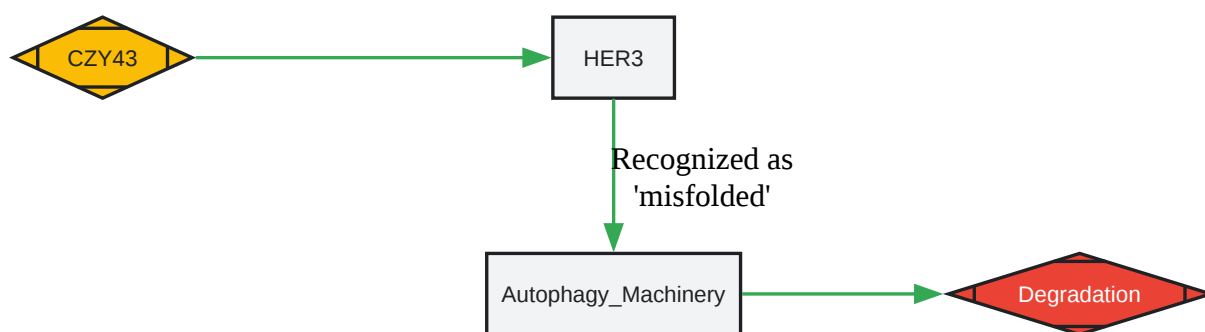 CZY43
HER3
Recognized as
'misfolded'
Autophagy_Machinery
Degradation